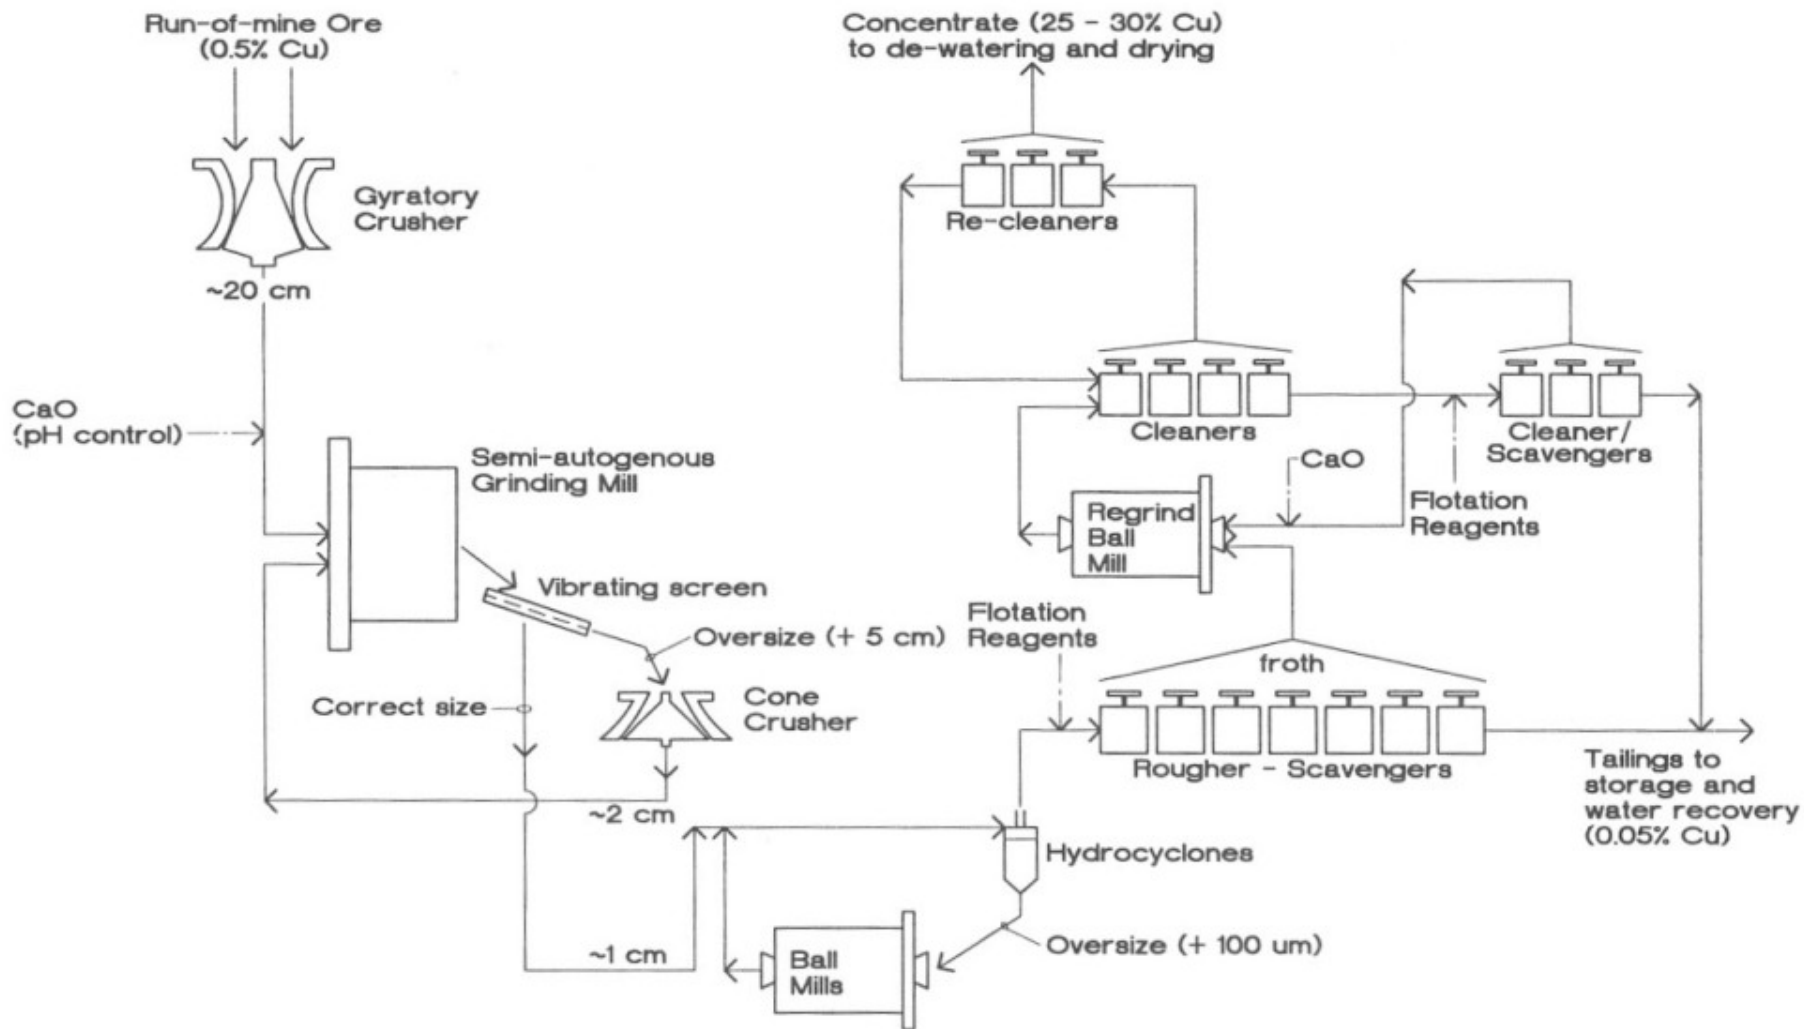 Run-of-mine Ore
(0.5% Cu)
Gyratory
Crusher
~20 cm
CaO
(pH control)
Semi-autogenous
Grinding Mill
Vibrating screen
Oversize (+ 5 cm)
Correct size
Cone
Crusher
~2 cm
~1 cm
Ball
Mills
Hydrocyclones
Oversize (+ 100 um)
Flotation
Reagents
froth
Rougher - Scavengers
Tailings to
storage and
water recovery
(0.05% Cu)
Regrind
Ball
Mill
CaO
Flotation
Reagents
Cleaners
Cleaner/
Scavengers
Re-cleaners
Concentrate (25 - 30% Cu)
to de-watering and drying